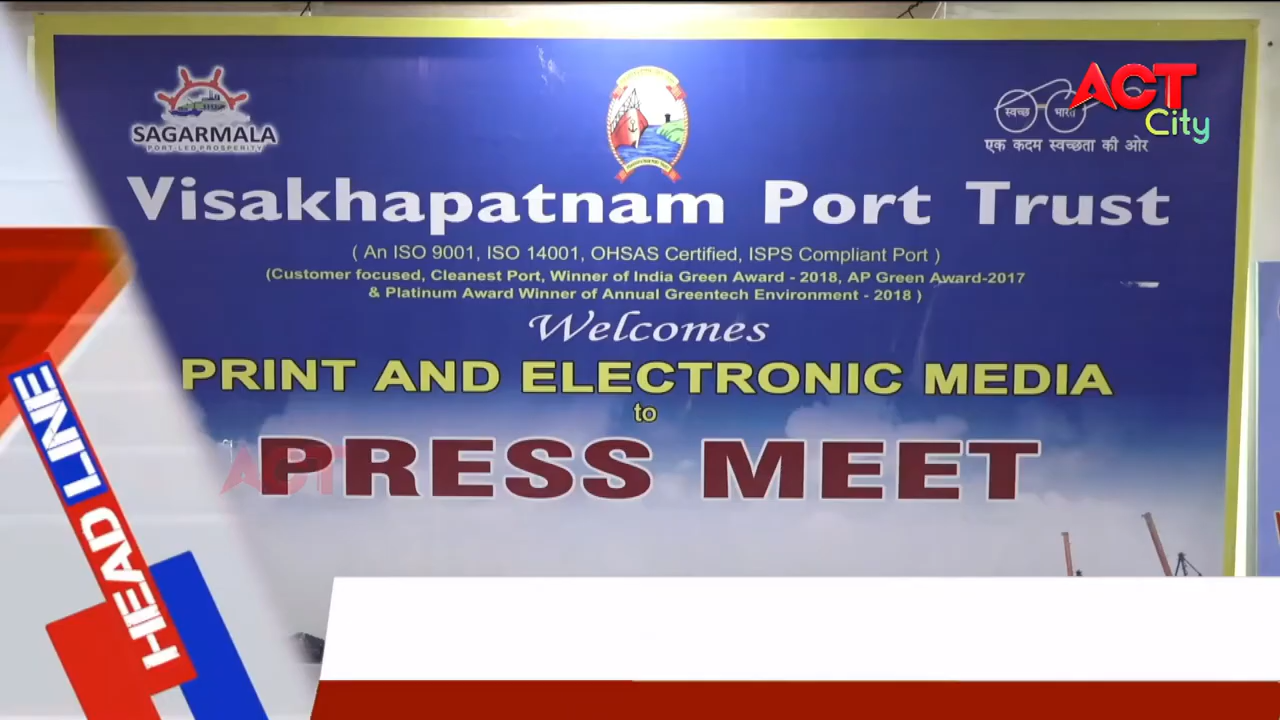 ACT
City
SAGARMALA
PORT-LED PROSPERITY
स्वच्छ भारत
एक कदम स्वच्छता की ओर
Visakhapatnam Port Trust
( An ISO 9001, ISO 14001, OHSAS Certified, ISPS Compliant Port )
(Customer focused, Cleanest Port, Winner of India Green Award - 2018, AP Green Award-2017
& Platinum Award Winner of Annual Greentech Environment - 2018 )
Welcomes
PRINT AND ELECTRONIC MEDIA
to
PRESS MEET
ACT
HEAD LINE